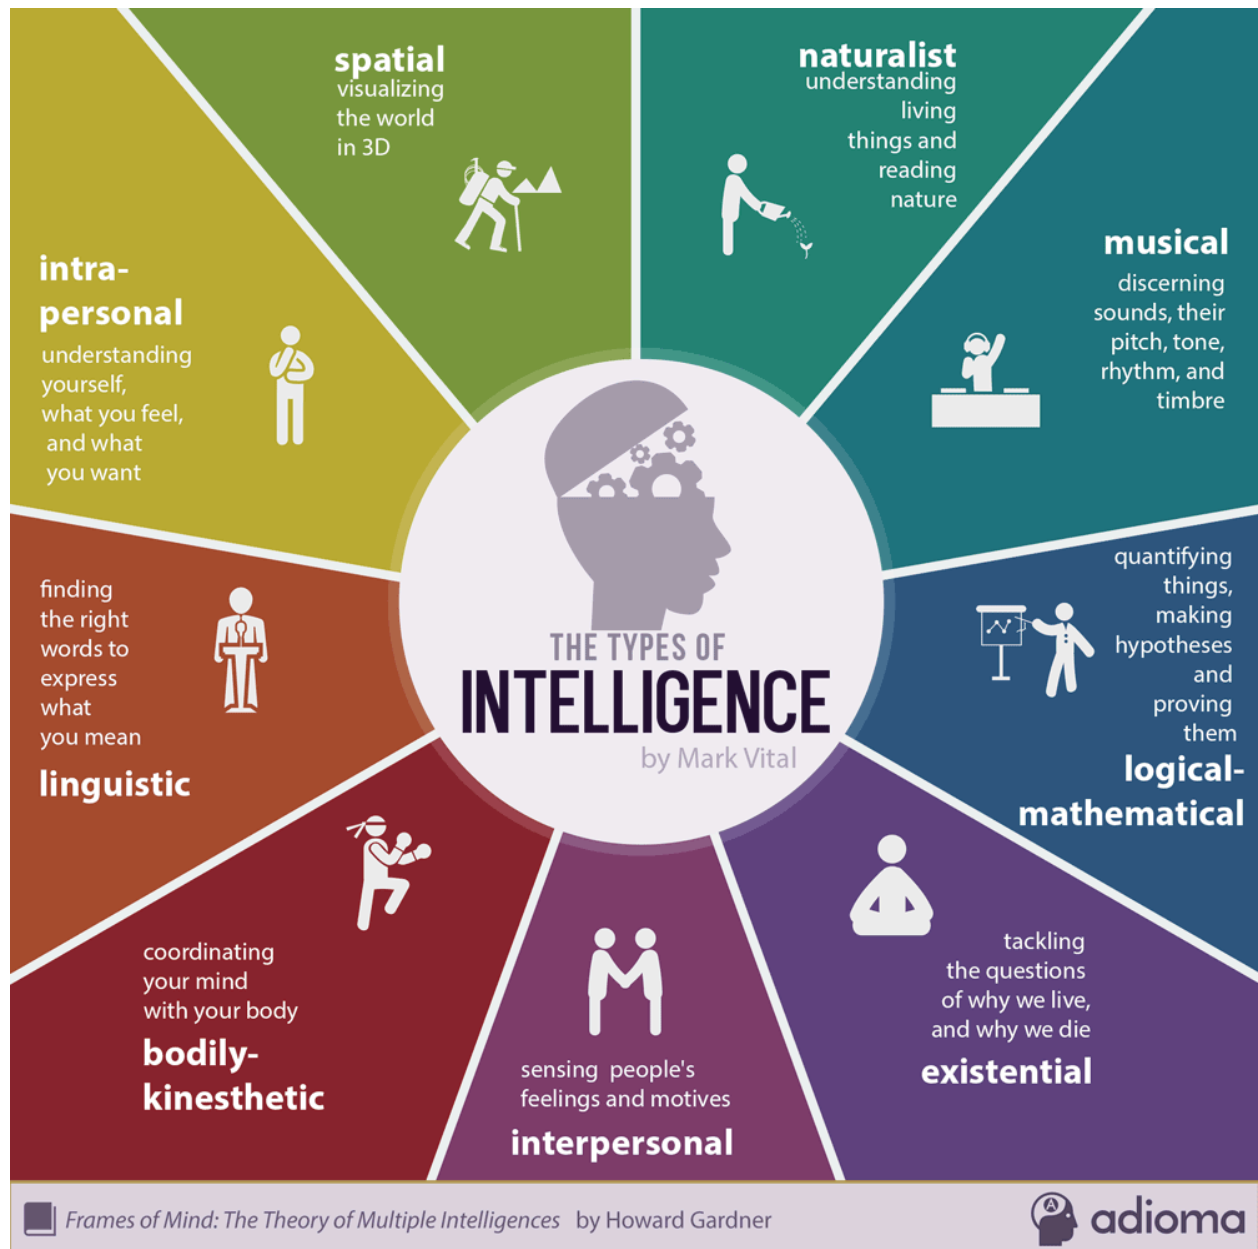 spatial
visualizing
the world
in 3D
naturalist
understanding
living
things and
reading
nature
musical
discerning
sounds, their
pitch, tone,
rhythm, and
timbre
quantifying
things,
making
hypotheses
and
proving
them
logical-
mathematical
tackling
the questions
of why we live,
and why we die
existential
sensing people's
feelings and motives
interpersonal
coordinating
your mind
with your body
bodily-
kinesthetic
finding
the right
words to
express
what
you mean
linguistic
intra-
personal
understanding
yourself,
what you feel,
and what
you want
THE TYPES OF
INTELLIGENCE
by Mark Vital
Frames of Mind: The Theory of Multiple Intelligences by Howard Gardner
adioma